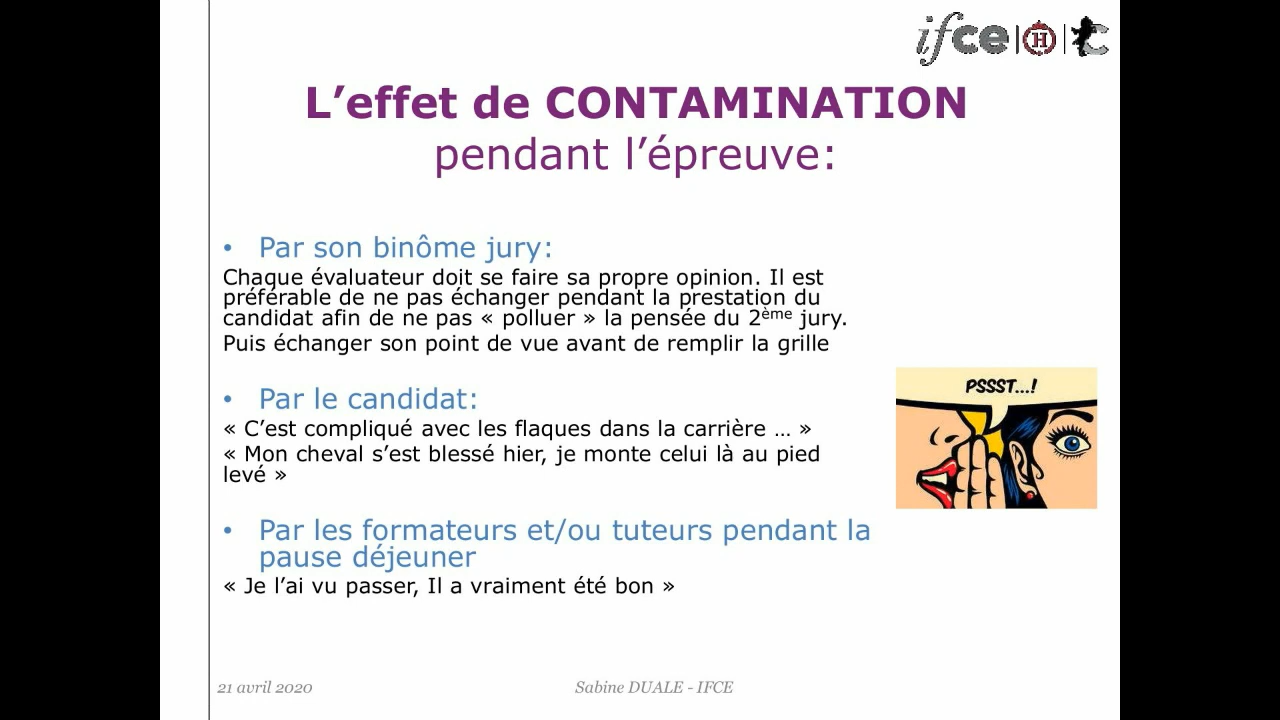 ifce | H | C
L’effet de CONTAMINATION
pendant l’épreuve:
• Par son binôme jury:
Chaque évaluateur doit se faire sa propre opinion. Il est
préférable de ne pas échanger pendant la prestation du
candidat afin de ne pas « polluer » la pensée du 2ème jury.
Puis échanger son point de vue avant de remplir la grille
• Par le candidat:
« C’est compliqué avec les flaques dans la carrière … »
« Mon cheval s’est blessé hier, je monte celui là au pied
levé »
PSSST...!
• Par les formateurs et/ou tuteurs pendant la
pause déjeuner
« Je l’ai vu passer, Il a vraiment été bon »
21 avril 2020
Sabine DUALE - IFCE